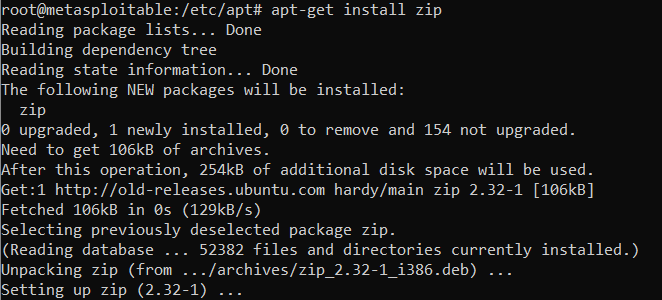 root@metasploitable:/etc/apt# apt-get install zip
Reading package lists... Done
Building dependency tree
Reading state information... Done
The following NEW packages will be installed:
  zip
0 upgraded, 1 newly installed, 0 to remove and 154 not upgraded.
Need to get 106kB of archives.
After this operation, 254kB of additional disk space will be used.
Get:1 http://old-releases.ubuntu.com hardy/main zip 2.32-1 [106kB]
Fetched 106kB in 0s (129kB/s)
Selecting previously deselected package zip.
(Reading database ... 52382 files and directories currently installed.)
Unpacking zip (from .../archives/zip_2.32-1_i386.deb) ...
Setting up zip (2.32-1) ...